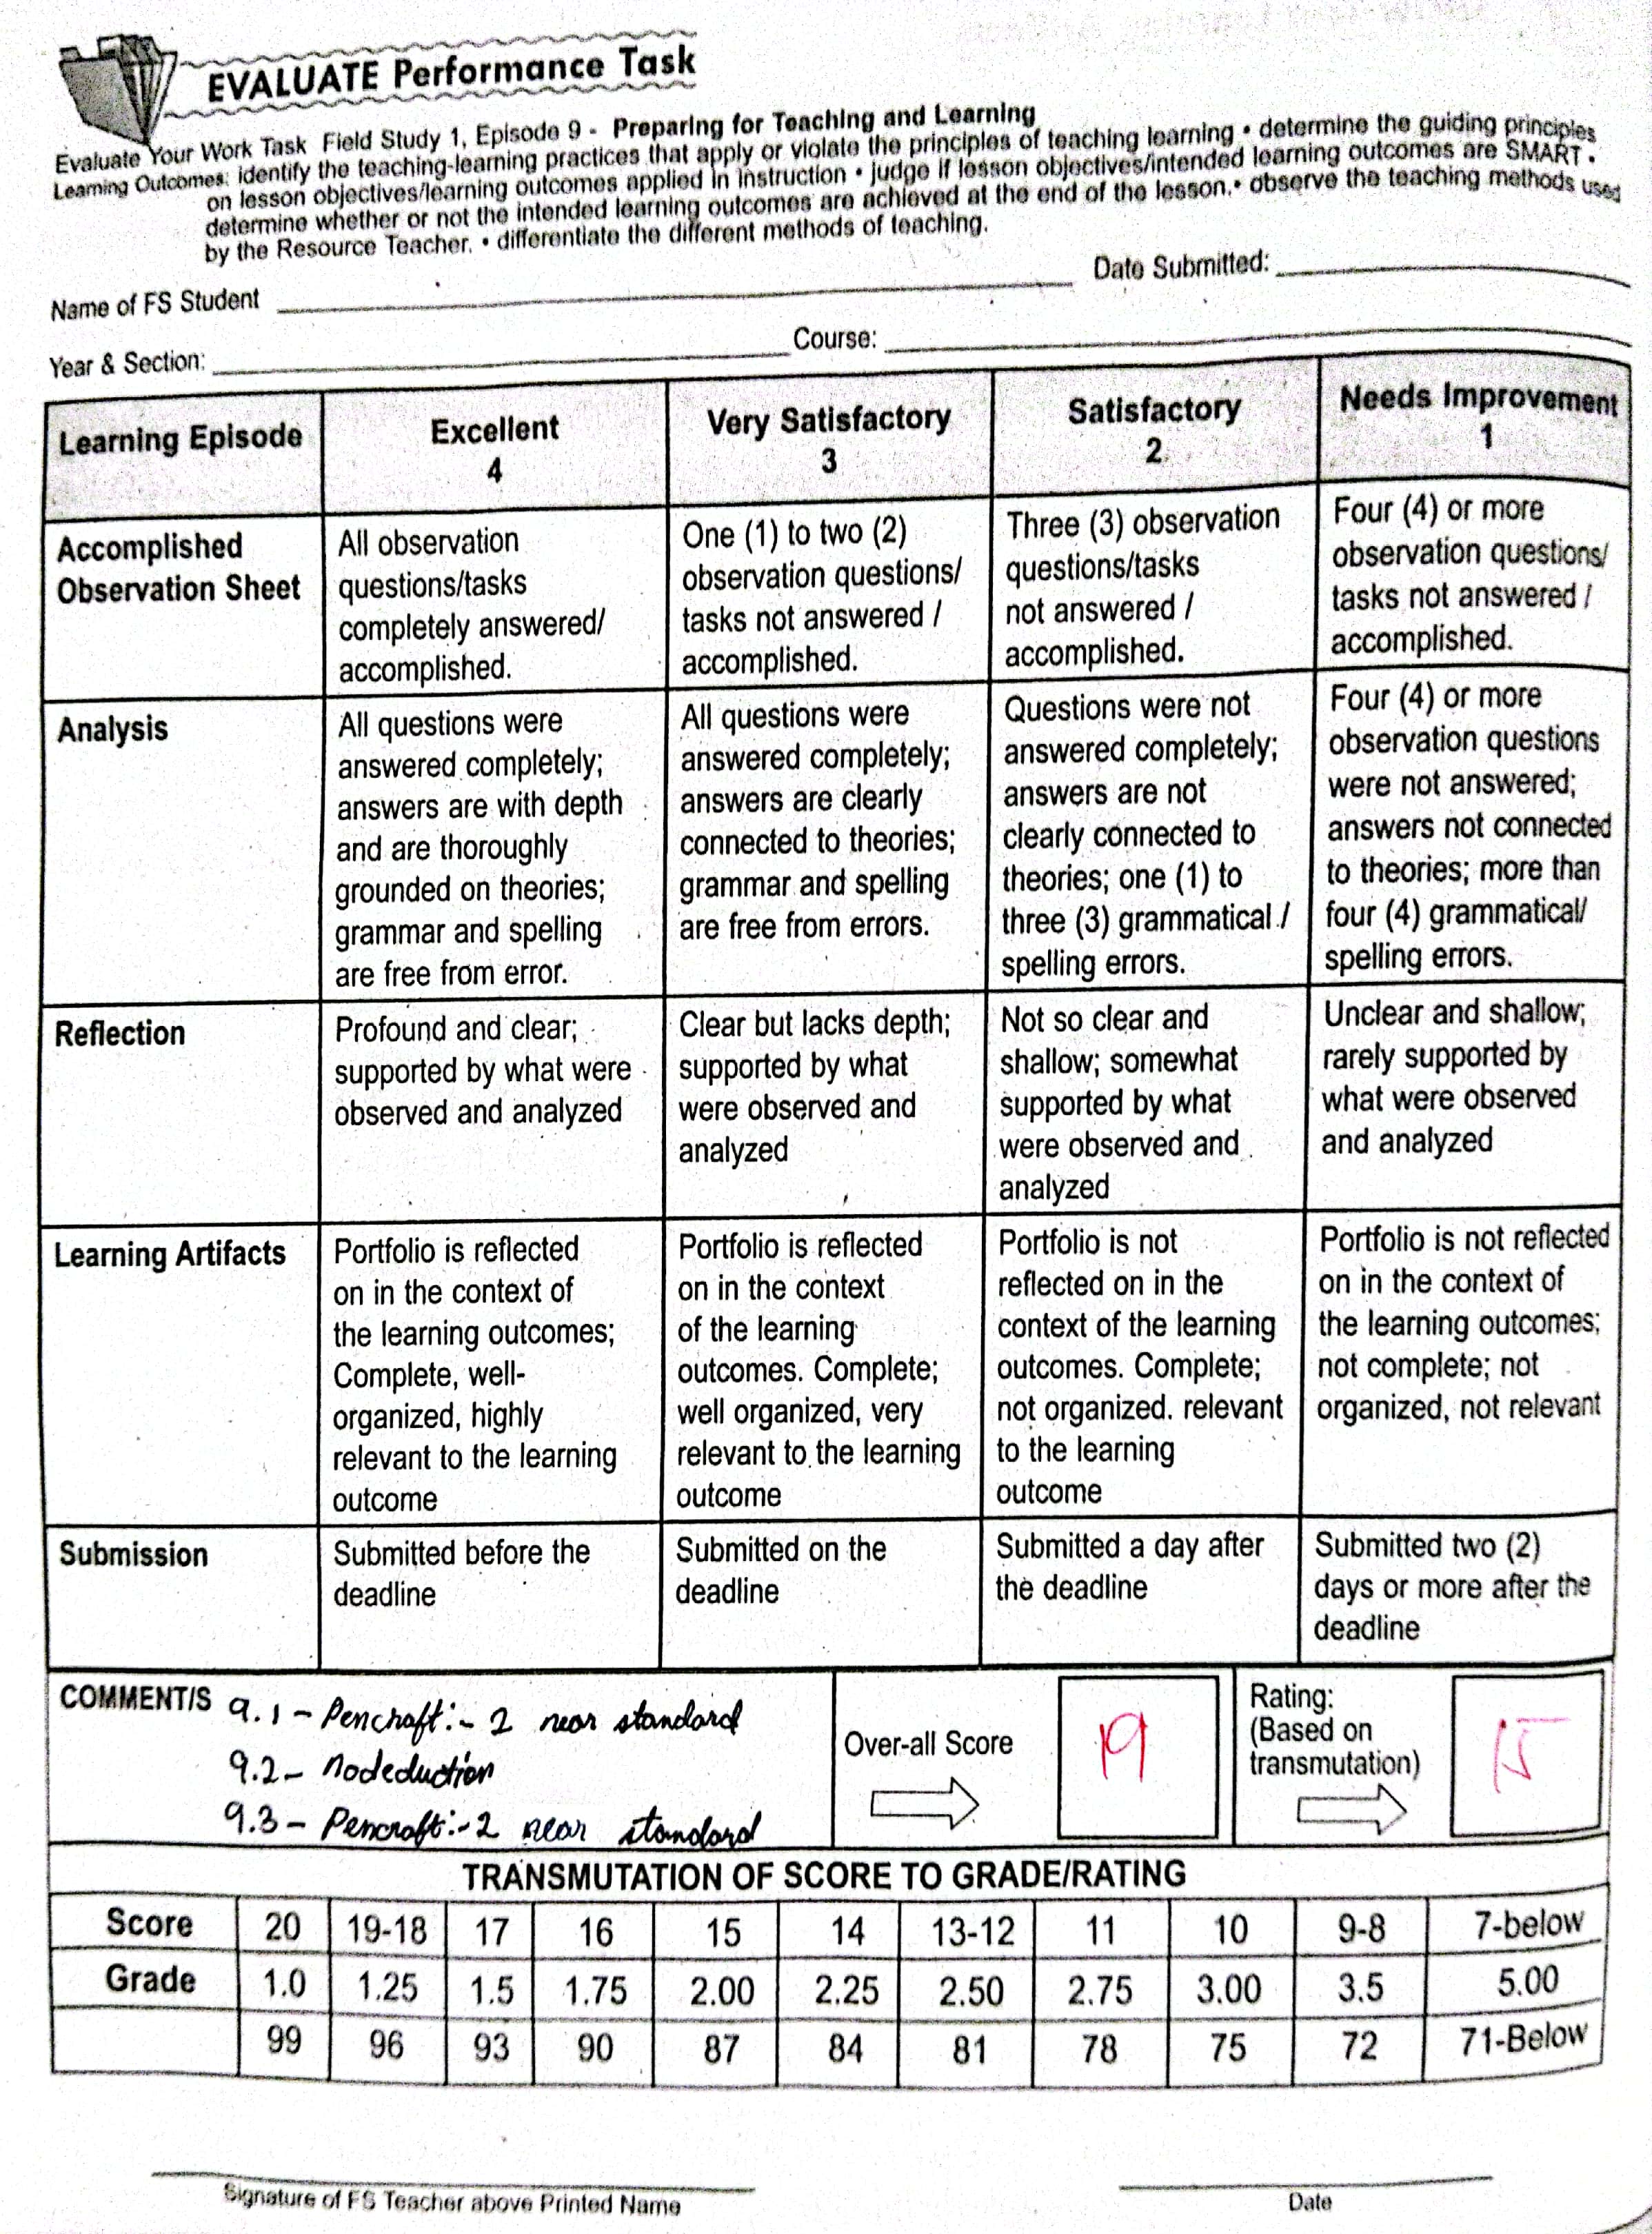 EVALUATE Performance Task
Evaluate Your Work Task Field Study 1, Episode 9 - Preparing for Teaching and Learning
Learning Outcomes: identify the teaching-learning practices that apply or violate the principles of teaching learning • determine the guiding principles
on lesson objectives/learning outcomes applied in instruction • judge if lesson objectives/intended learning outcomes are SMART •
determine whether or not the intended learning outcomes are achieved at the end of the lesson. • observe the teaching methods used
by the Resource Teacher. • differentiate the different methods of teaching.
Name of FS Student Date Submitted:
Year & Section: Course:
Learning Episode
Excellent
4
Very Satisfactory
3
Satisfactory
2
Needs Improvement
1
Accomplished
Observation Sheet
All observation
questions/tasks
completely answered/
accomplished.
One (1) to two (2)
observation questions/
tasks not answered /
accomplished.
Three (3) observation
questions/tasks
not answered /
accomplished.
Four (4) or more
observation questions/
tasks not answered /
accomplished.
Analysis
All questions were
answered completely;
answers are with depth
and are thoroughly
grounded on theories;
grammar and spelling
are free from error.
All questions were
answered completely;
answers are clearly
connected to theories;
grammar and spelling
are free from errors.
Questions were not
answered completely;
answers are not
clearly connected to
theories; one (1) to
three (3) grammatical /
spelling errors.
Four (4) or more
observation questions
were not answered;
answers not connected
to theories; more than
four (4) grammatical/
spelling errors.
Reflection
Profound and clear;
supported by what were
observed and analyzed
Clear but lacks depth;
supported by what
were observed and
analyzed
Not so clear and
shallow; somewhat
supported by what
were observed and
analyzed
Unclear and shallow;
rarely supported by
what were observed
and analyzed
Learning Artifacts
Portfolio is reflected
on in the context of
the learning outcomes;
Complete, well-
organized, highly
relevant to the learning
outcome
Portfolio is reflected
on in the context
of the learning
outcomes. Complete;
well organized, very
relevant to the learning
outcome
Portfolio is not
reflected on in the
context of the learning
outcomes. Complete;
not organized. relevant
to the learning
outcome
Portfolio is not reflected
on in the context of
the learning outcomes;
not complete; not
organized, not relevant
Submission
Submitted before the
deadline
Submitted on the
deadline
Submitted a day after
the deadline
Submitted two (2)
days or more after the
deadline
COMMENT/S
9.1 - Pencraft:- 2 near standard
9.2 - Nodeduction
9.3 - Pencraft:-2 near standard
Over-all Score
19
Rating:
(Based on
transmutation)
15
TRANSMUTATION OF SCORE TO GRADE/RATING
Score 20 19-18 17 16 15 14 13-12 11 10 9-8 7-below
Grade 1.0 1.25 1.5 1.75 2.00 2.25 2.50 2.75 3.00 3.5 5.00
99 96 93 90 87 84 81 78 75 72 71-Below
Signature of FS Teacher above Printed Name
Date